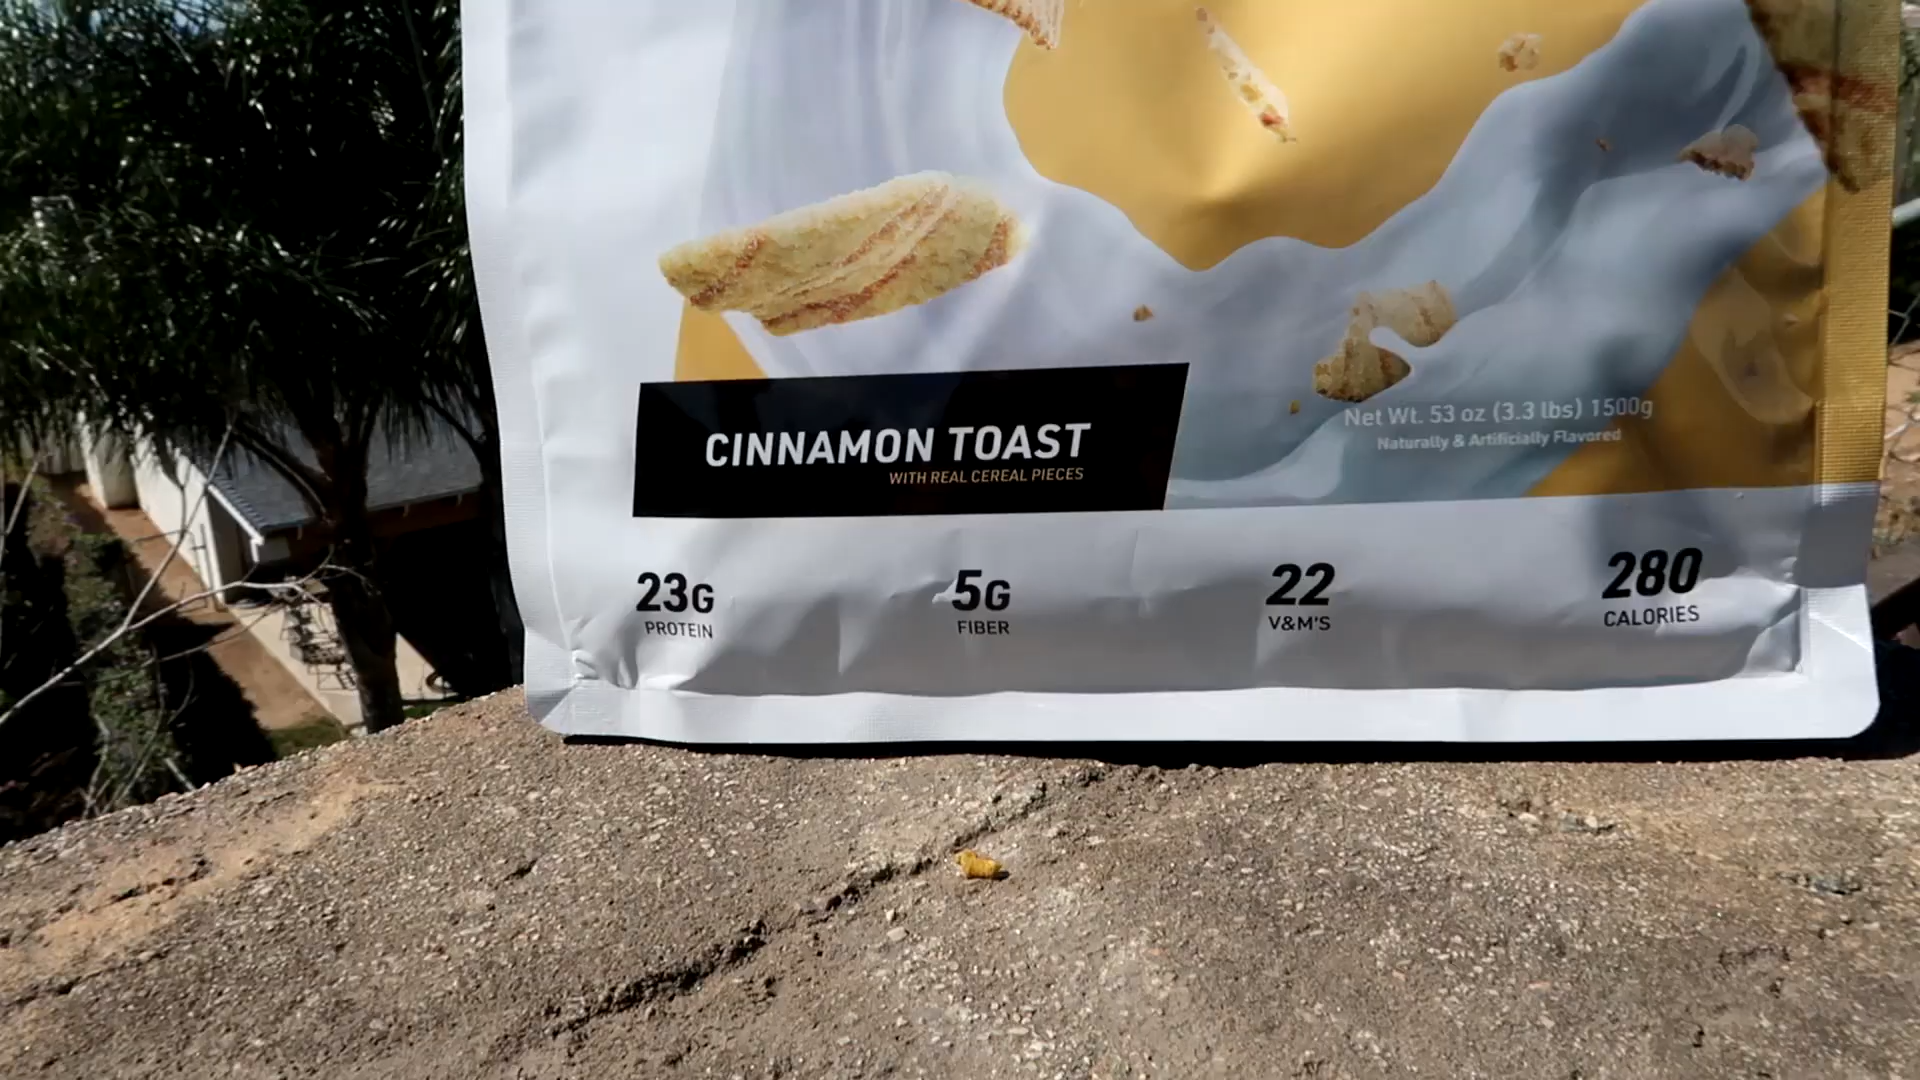 CINNAMON TOAST
WITH REAL CEREAL PIECES
Net Wt. 53 oz (3.3 lbs) 1500g
Naturally & Artificially Flavored
23G
PROTEIN
5G
FIBER
22
V&M'S
280
CALORIES